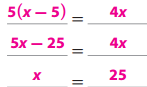 5(x − 5) = 4x
5x − 25 = 4x
x = 25